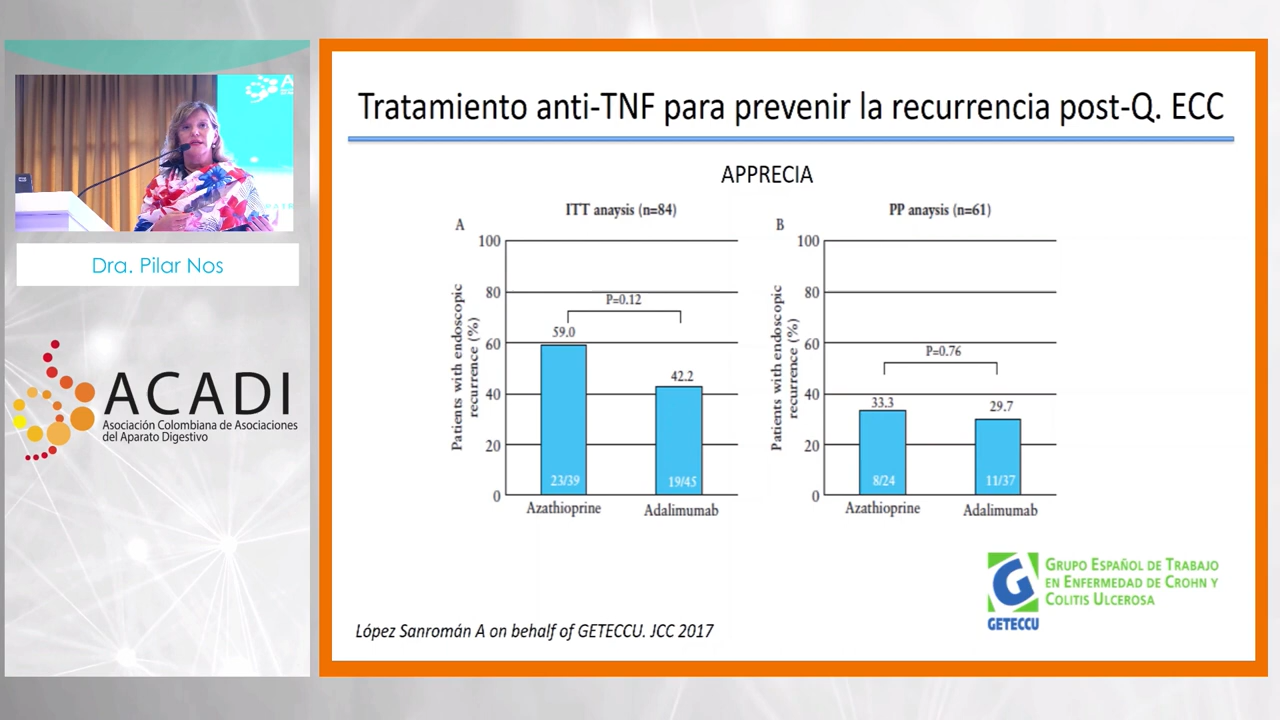 Dra. Pilar Nos
ACADI
Asociación Colombiana de Asociaciones
del Aparato Digestivo
Tratamiento anti-TNF para prevenir la recurrencia post-Q. ECC
APPRECIA
ITT anaysis (n=84)
A
100
80
60
40
20
0
Patients with endoscopic
recurrence (%)
P=0.12
59.0
42.2
23/39
19/45
Azathioprine
Adalimumab
PP anaysis (n=61)
B
100
80
60
40
20
0
Patients with endoscopic
recurrence (%)
P=0.76
33.3
29.7
8/24
11/37
Azathioprine
Adalimumab
G
GETECCU
GRUPO ESPAÑOL DE TRABAJO
EN ENFERMEDAD DE CROHN Y
COLITIS ULCEROSA
López Sanromán A on behalf of GETECCU. JCC 2017